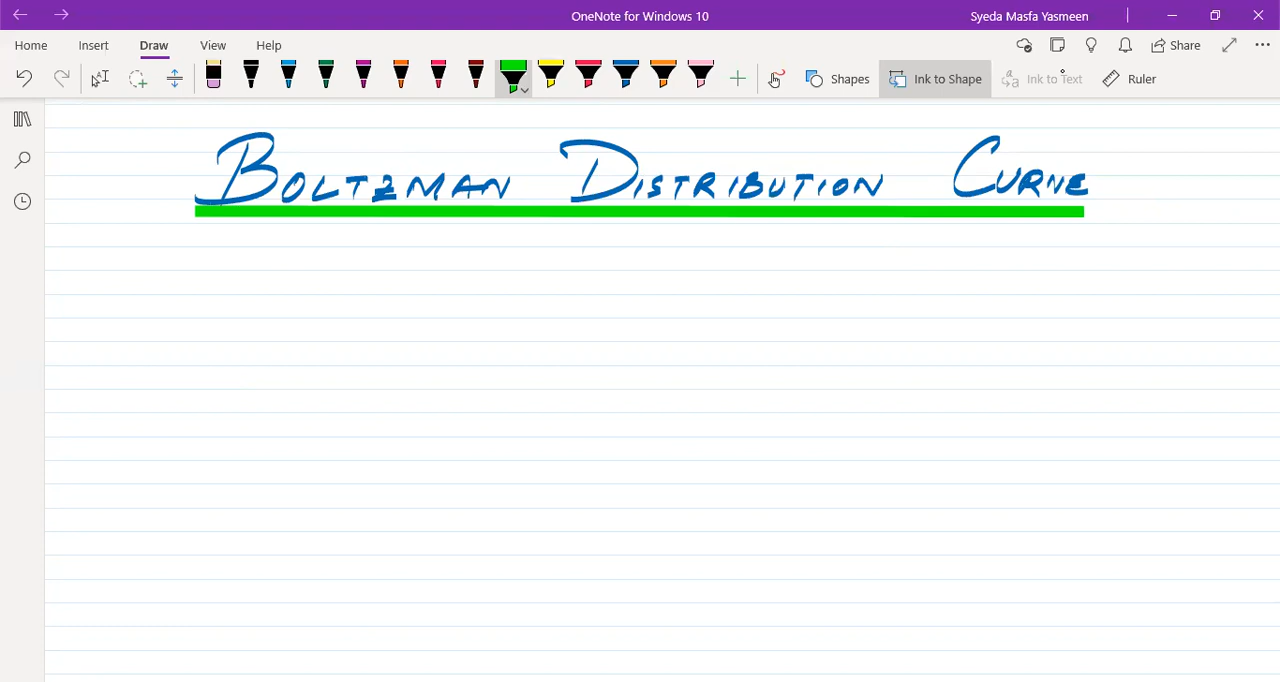 OneNote for Windows 10 Syeda Masfa Yasmeen
Home Insert Draw View Help Share
Shapes Ink to Shape Ink to Text Ruler
BOLTZMAN DISTRIBUTION CURVE